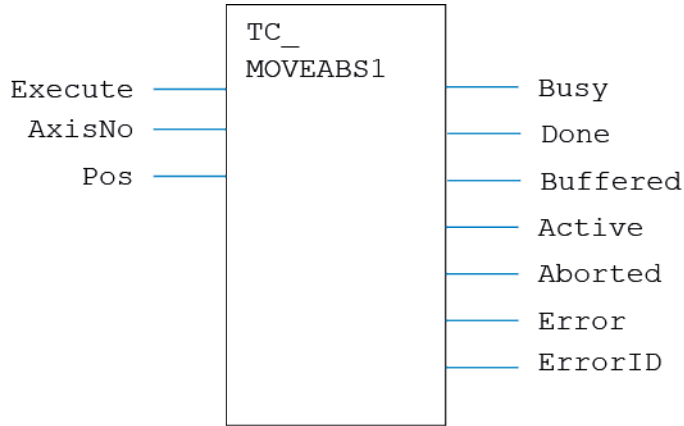 TC_
MOVEABS1
Execute
AxisNo
Pos
Busy
Done
Buffered
Active
Aborted
Error
ErrorID